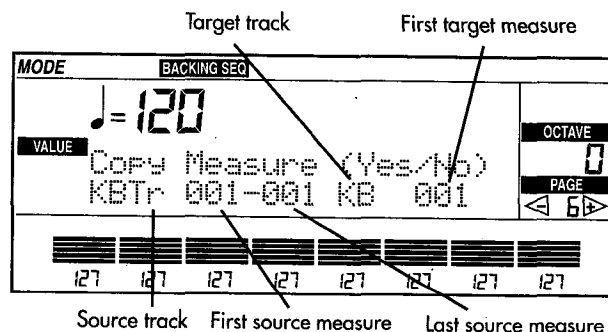 Target track First target measure
MODE BACKING SEQ
♩=120
VALUE Copy Measure (Yes/No) OCTAVE 0
KBTr 001-001 KB 001 PAGE 6
127 127 127 127 127 127 127 127
Source track First source measure Last source measure